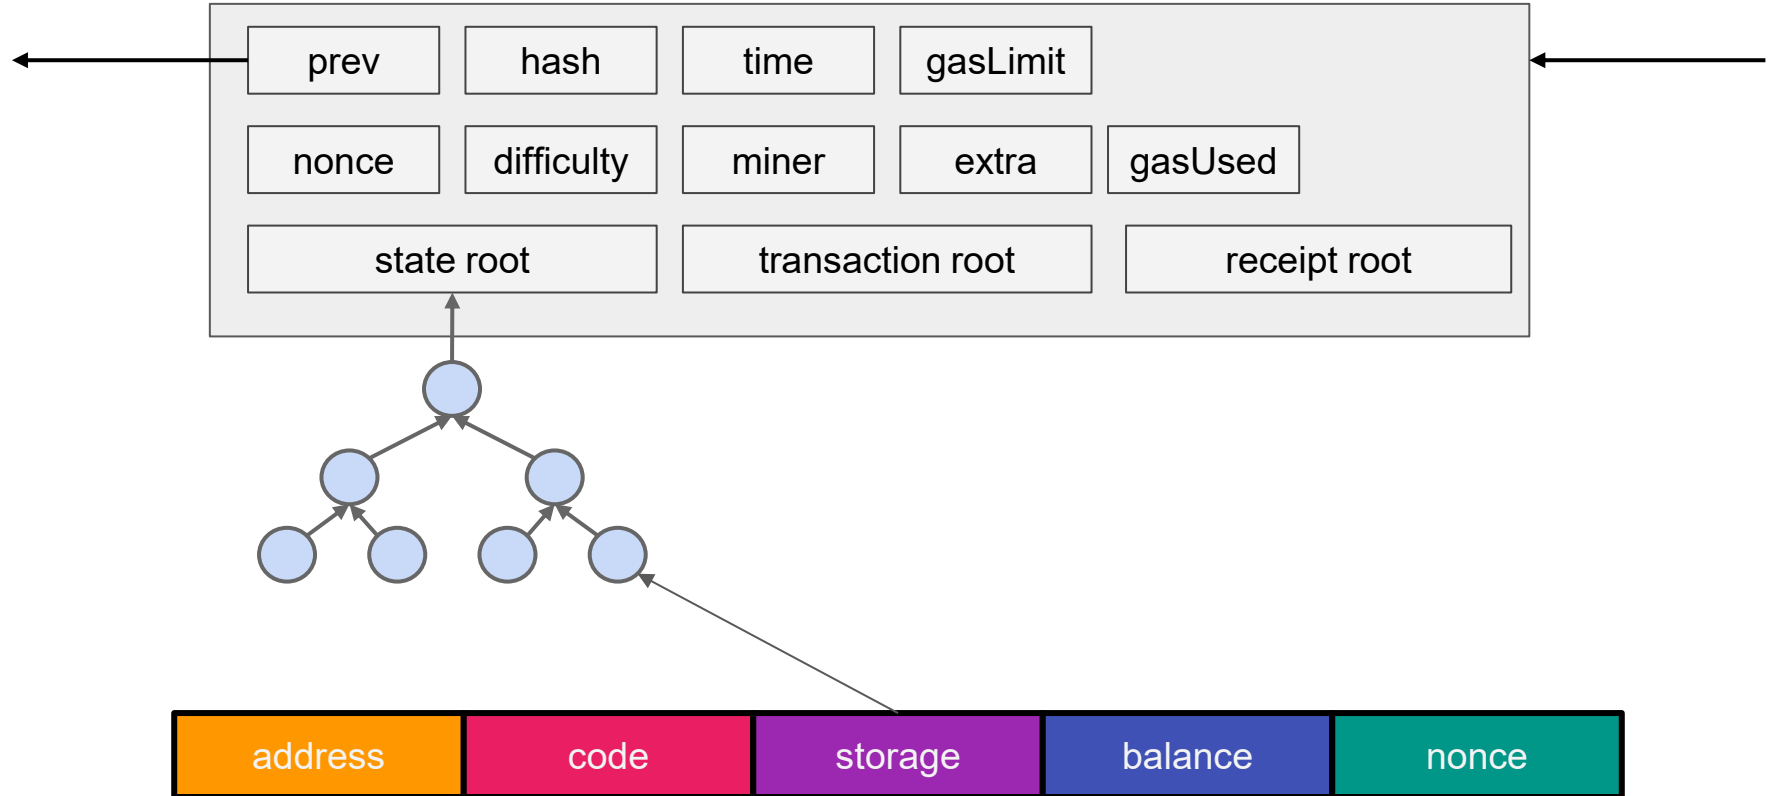 prev hash time gasLimit
nonce difficulty miner extra gasUsed
state root transaction root receipt root
address code storage balance nonce